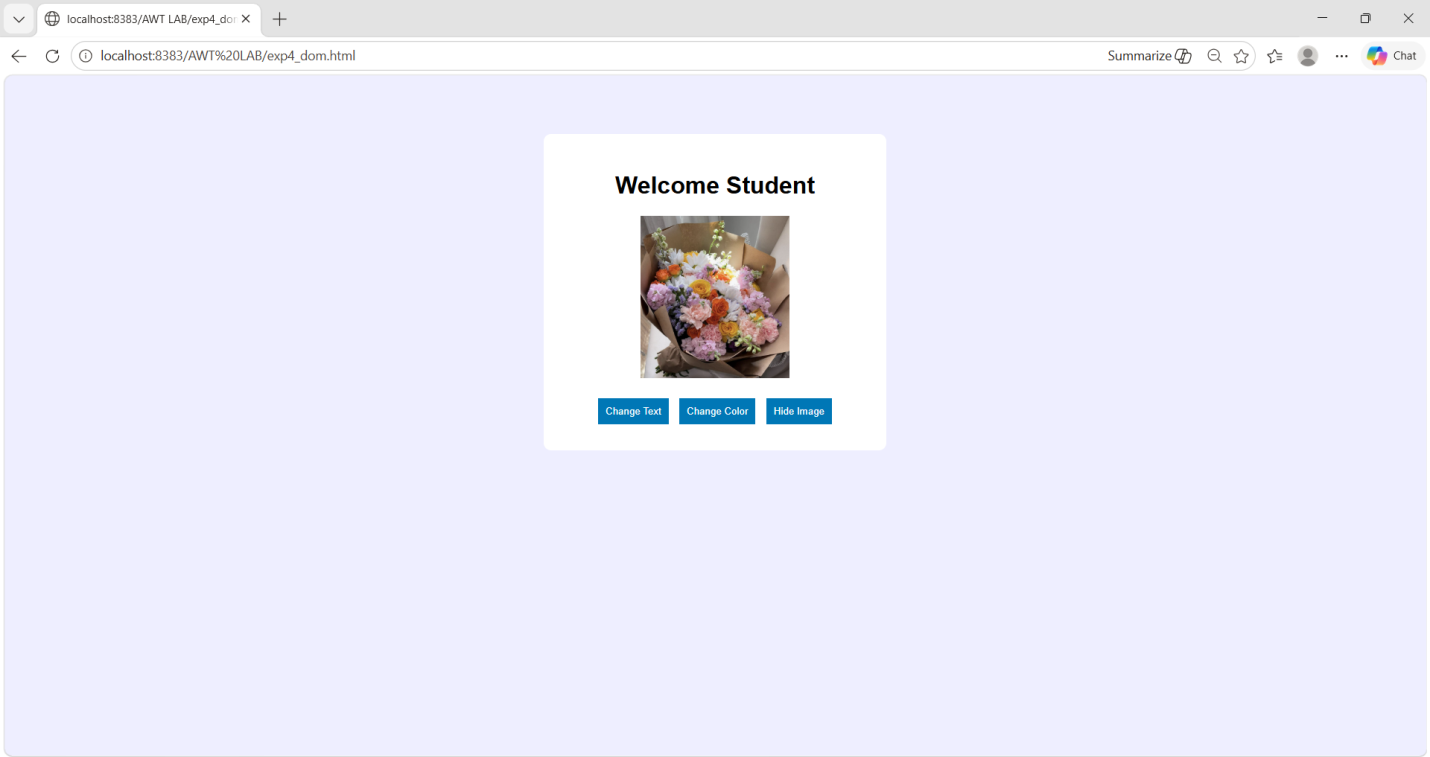 localhost:8383/AWT LAB/exp4_do
localhost:8383/AWT%20LAB/exp4_dom.html
Summarize
Chat
Welcome Student
Change Text
Change Color
Hide Image